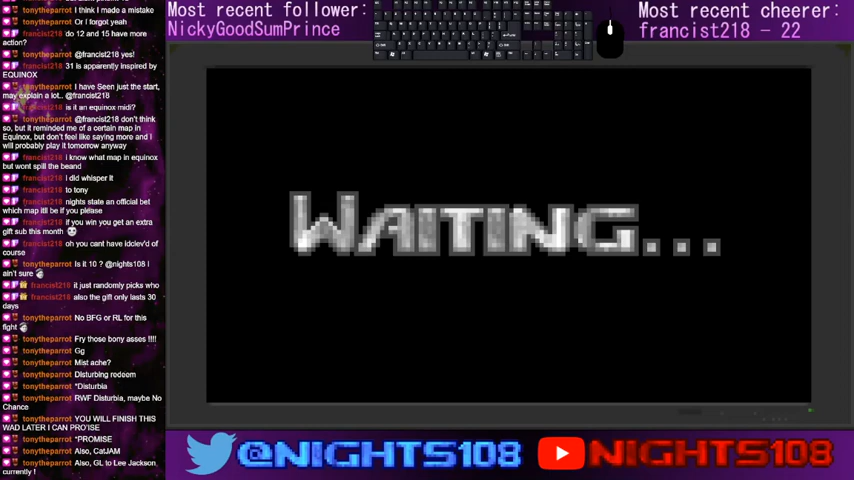 tonytheparrot I think I made a mistake
tonytheparrot Or I forgot yeah
francist218 do 12 and 15 have more
action?
tonytheparrot @francist218 yes!
francist218 31 is apparently inspired by
EQUINOX
tonytheparrot I have Seen just the start,
may explain a lot.. @francist218
francist218 is it an equinox midi?
tonytheparrot @francist218 don't think
so, but it reminded me of a certain map in
Equinox, but don't feel like saying more and I
will probably play it tomorrow anyway
francist218 i know what map in equinox
but wont spill the beand
francist218 I did whisper it
francist218 to tony
francist218 nights state an official bet
which map itll be if you please
francist218 if you win you get an extra
gift sub this month
francist218 oh you cant have idclev'd of
course
tonytheparrot Is it 10 ? @nights108 I
ain't sure
francist218 it just randomly picks who
francist218 also the gift only lasts 30
days
tonytheparrot No BFG or RL for this
fight
tonytheparrot Fry those bony asses !!!!
tonytheparrot Gg
tonytheparrot Mist ache?
tonytheparrot Disturbing redeem
tonytheparrot *Disturbia
tonytheparrot RWF Disturbia, maybe No
Chance
tonytheparrot YOU WILL FINISH THIS
WAD LATER I CAN PRO'ISE
tonytheparrot *PROMISE
tonytheparrot Also, CatJAM
tonytheparrot Also, GL to Lee Jackson
currently !
Most recent follower:
NickyGoodSumPrince
Most recent cheerer:
francist218 - 22
WAITING...
@NIGHTS108
NIGHTS108